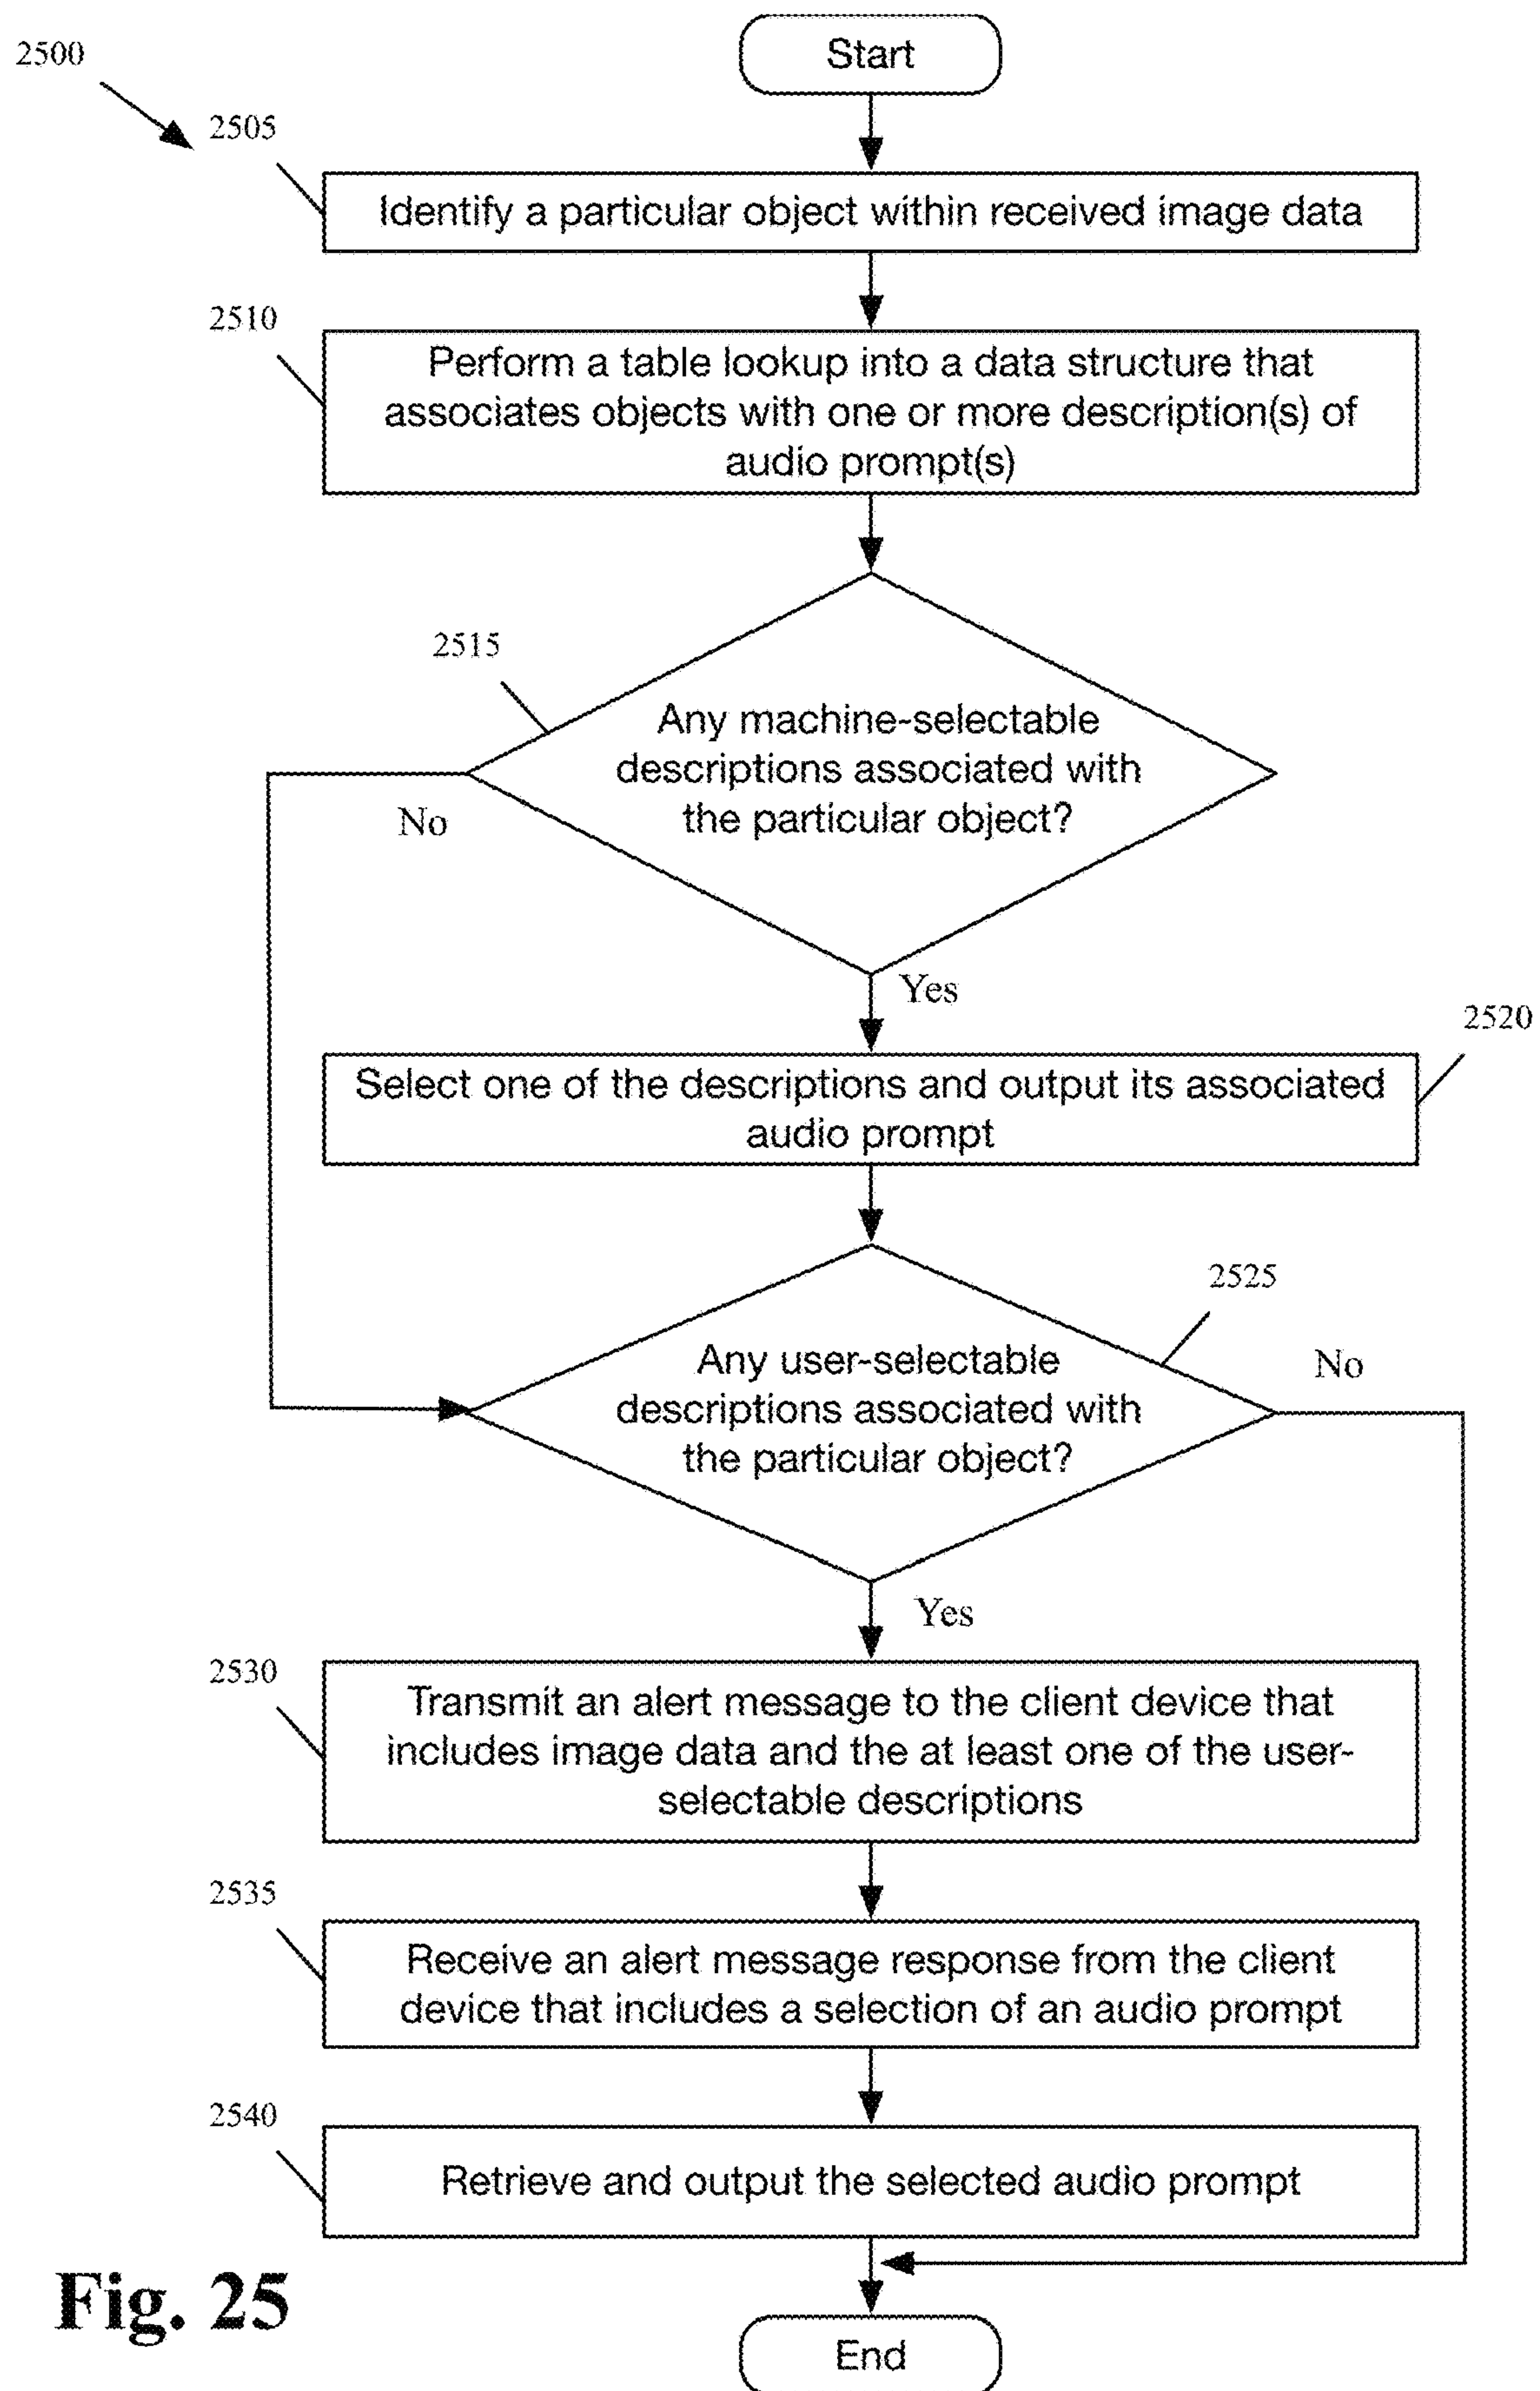 2500
Start
2505
Identify a particular object within received image data
2510
Perform a table lookup into a data structure that
associates objects with one or more description(s) of
audio prompt(s)
2515
Any machine-selectable
descriptions associated with
the particular object?
No
Yes
2520
Select one of the descriptions and output its associated
audio prompt
2525
Any user-selectable
descriptions associated with
the particular object?
No
Yes
2530
Transmit an alert message to the client device that
includes image data and the at least one of the user-
selectable descriptions
2535
Receive an alert message response from the client
device that includes a selection of an audio prompt
2540
Retrieve and output the selected audio prompt
Fig. 25
End